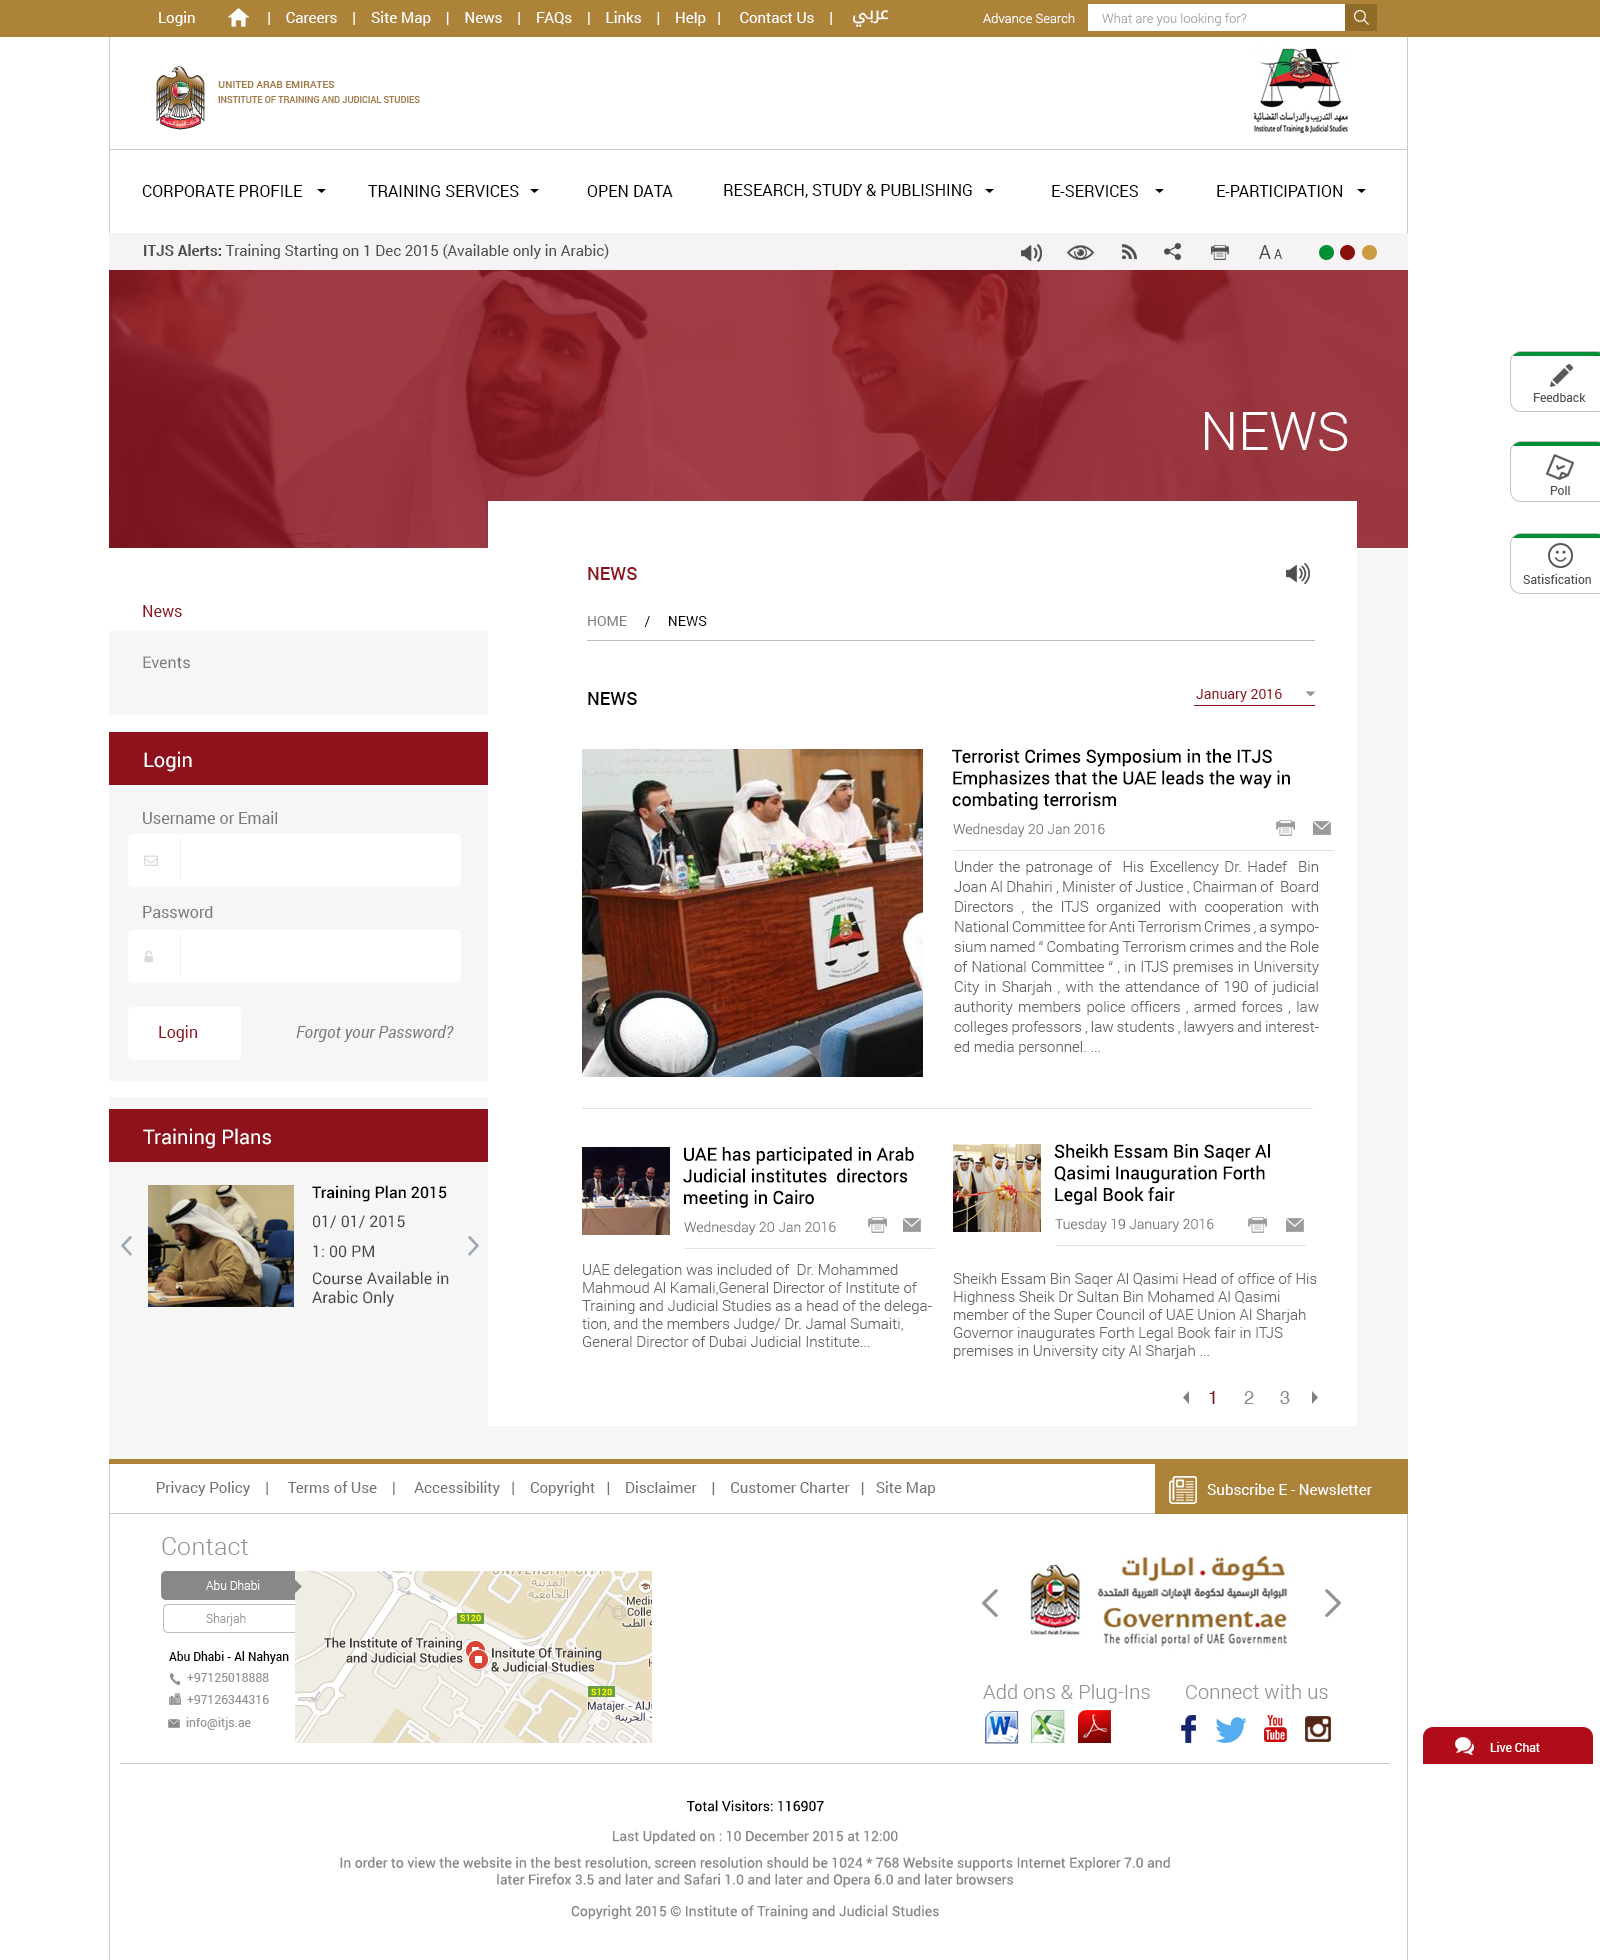 Login | Careers | Site Map | News | FAQs | Links | Help | Contact Us | عربي
Advance Search What are you looking for?
UNITED ARAB EMIRATES
INSTITUTE OF TRAINING AND JUDICIAL STUDIES
معهد التدريب والدراسات القضائية
Institute of Training & Judicial Studies
CORPORATE PROFILE TRAINING SERVICES OPEN DATA RESEARCH, STUDY & PUBLISHING E-SERVICES E-PARTICIPATION
ITJS Alerts: Training Starting on 1 Dec 2015 (Available only in Arabic)
A A
NEWS
Feedback
Poll
Satisfication
News
Events
Login
Username or Email
Password
Login Forgot your Password?
Training Plans
Training Plan 2015
01/ 01/ 2015
1: 00 PM
Course Available in
Arabic Only
NEWS
HOME / NEWS
NEWS
January 2016
Terrorist Crimes Symposium in the ITJS
Emphasizes that the UAE leads the way in
combating terrorism
Wednesday 20 Jan 2016
Under the patronage of His Excellency Dr. Hadef Bin
Joan Al Dhahiri , Minister of Justice , Chairman of Board
Directors , the ITJS organized with cooperation with
National Committee for Anti Terrorism Crimes , a sympo-
sium named “ Combating Terrorism crimes and the Role
of National Committee “ , in ITJS premises in University
City in Sharjah , with the attendance of 190 of judicial
authority members police officers , armed forces , law
colleges professors , law students , lawyers and interest-
ed media personnel. ...
UAE has participated in Arab
Judicial institutes directors
meeting in Cairo
Wednesday 20 Jan 2016
UAE delegation was included of Dr. Mohammed
Mahmoud Al Kamali,General Director of Institute of
Training and Judicial Studies as a head of the delega-
tion, and the members Judge/ Dr. Jamal Sumaiti,
General Director of Dubai Judicial Institute...
Sheikh Essam Bin Saqer Al
Qasimi Inauguration Forth
Legal Book fair
Tuesday 19 January 2016
Sheikh Essam Bin Saqer Al Qasimi Head of office of His
Highness Sheik Dr Sultan Bin Mohamed Al Qasimi
member of the Super Council of UAE Union Al Sharjah
Governor inaugurates Forth Legal Book fair in ITJS
premises in University city Al Sharjah ...
1 2 3
Privacy Policy | Terms of Use | Accessibility | Copyright | Disclaimer | Customer Charter | Site Map
Subscribe E - Newsletter
Contact
Abu Dhabi
Sharjah
Abu Dhabi - Al Nahyan
+97125018888
+97126344316
info@itjs.ae
UNIVERSITY CITY
المدينة
الجامعية
Medic
Colle
كلية الطب
S120
The Institute of Training
and Judicial Studies
Insitute Of Training
& Judicial Studies
S120
Matajer - AlJu
حكومة . امارات
البوابة الرسمية لحكومة الإمارات العربية المتحدة
Government.ae
The official portal of UAE Government
United Arab Emirates
Add ons & Plug-Ins
Connect with us
You
Tube
Live Chat
Total Visitors: 116907
Last Updated on : 10 December 2015 at 12:00
In order to view the website in the best resolution, screen resolution should be 1024 * 768 Website supports Internet Explorer 7.0 and
later Firefox 3.5 and later and Safari 1.0 and later and Opera 6.0 and later browsers
Copyright 2015 © Institute of Training and Judicial Studies